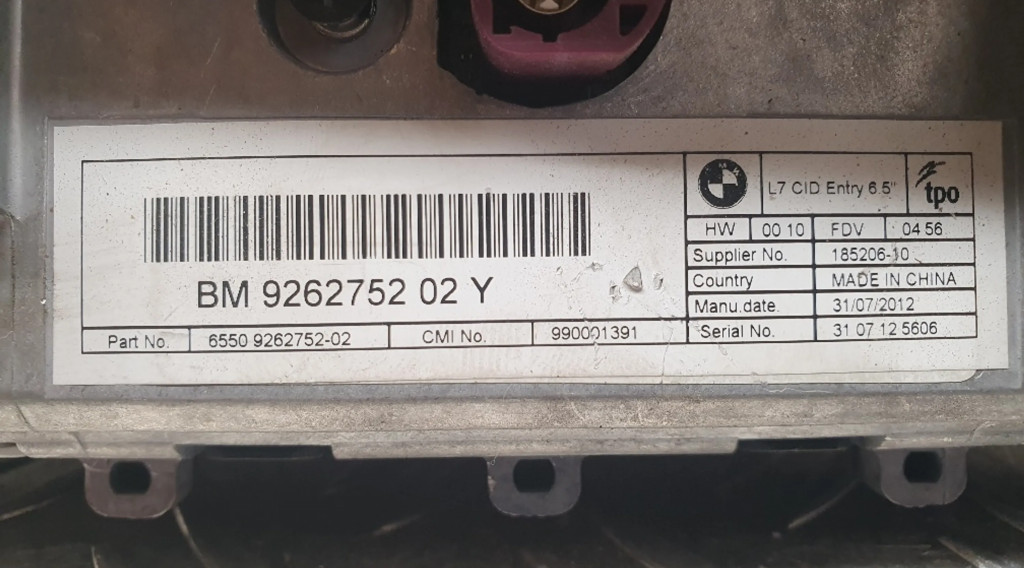 L7 CID Entry 6.5"
tpo
HW 00 10 FDV 04 56
Supplier No. 185206-10
Country MADE IN CHINA
Manu.date. 31/07/2012
Serial No. 31 07 12 5606
BM 9262752 02 Y
Part No. 6550 9262752-02 CMI No. 990001391